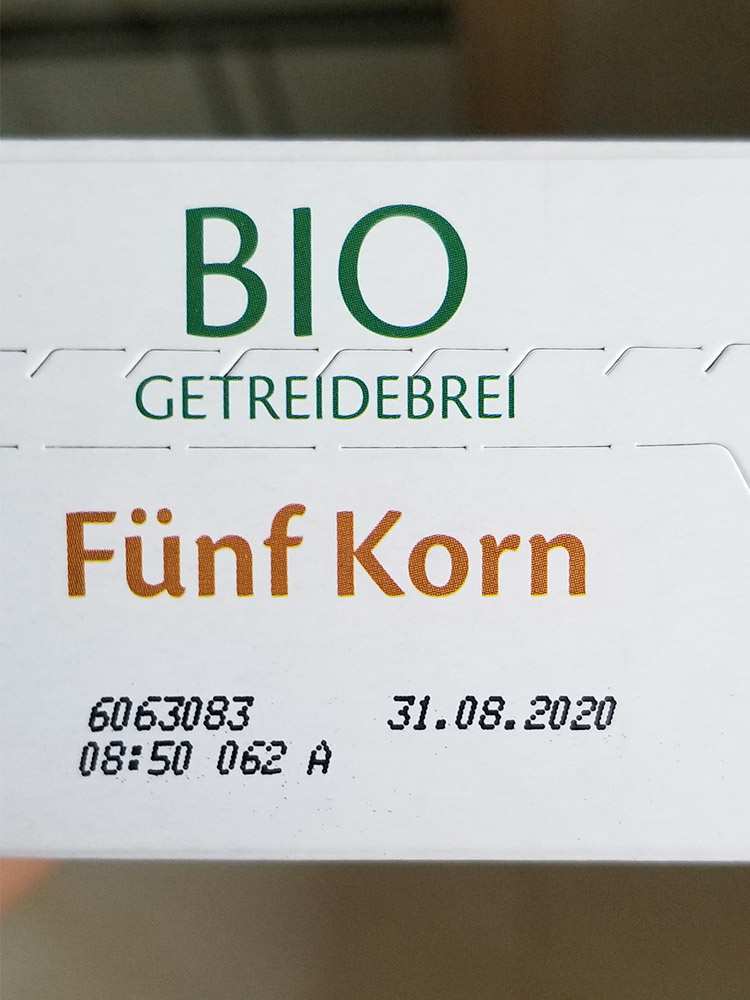 BIO
GETREIDEBREI
Fünf Korn
6063083 31.08.2020
08:50 062 A